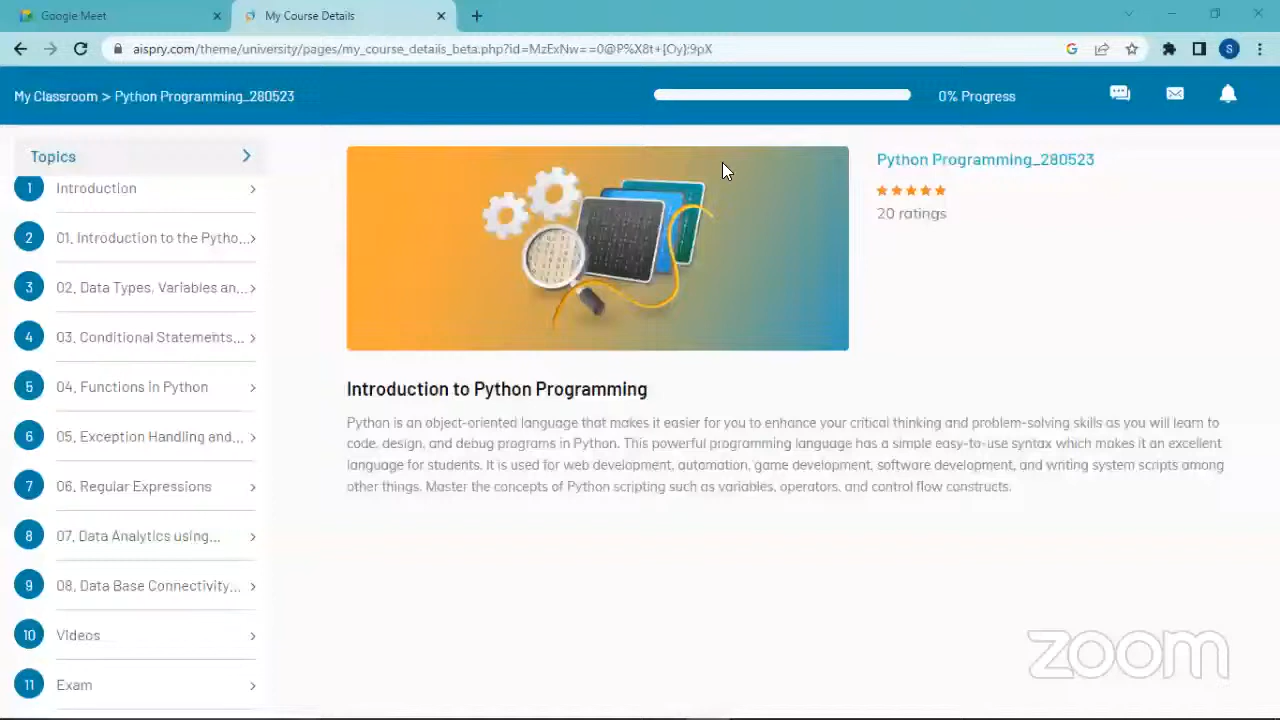 Google Meet
My Course Details
aispry.com/theme/university/pages/my_course_details_beta.php?id=MzExNw==0@P%X8t+[Oy};9pX
S
My Classroom > Python Programming_280523
0% Progress
Topics
1 Introduction
2 01. Introduction to the Pytho...
3 02. Data Types, Variables an...
4 03. Conditional Statements...
5 04. Functions in Python
6 05. Exception Handling and...
7 06. Regular Expressions
8 07. Data Analytics using...
9 08. Data Base Connectivity...
10 Videos
11 Exam
Python Programming_280523
20 ratings
Introduction to Python Programming
Python is an object-oriented language that makes it easier for you to enhance your critical thinking and problem-solving skills as you will learn to
code, design, and debug programs in Python. This powerful programming language has a simple easy-to-use syntax which makes it an excellent
language for students. It is used for web development, automation, game development, software development, and writing system scripts among
other things. Master the concepts of Python scripting such as variables, operators, and control flow constructs.
zoom